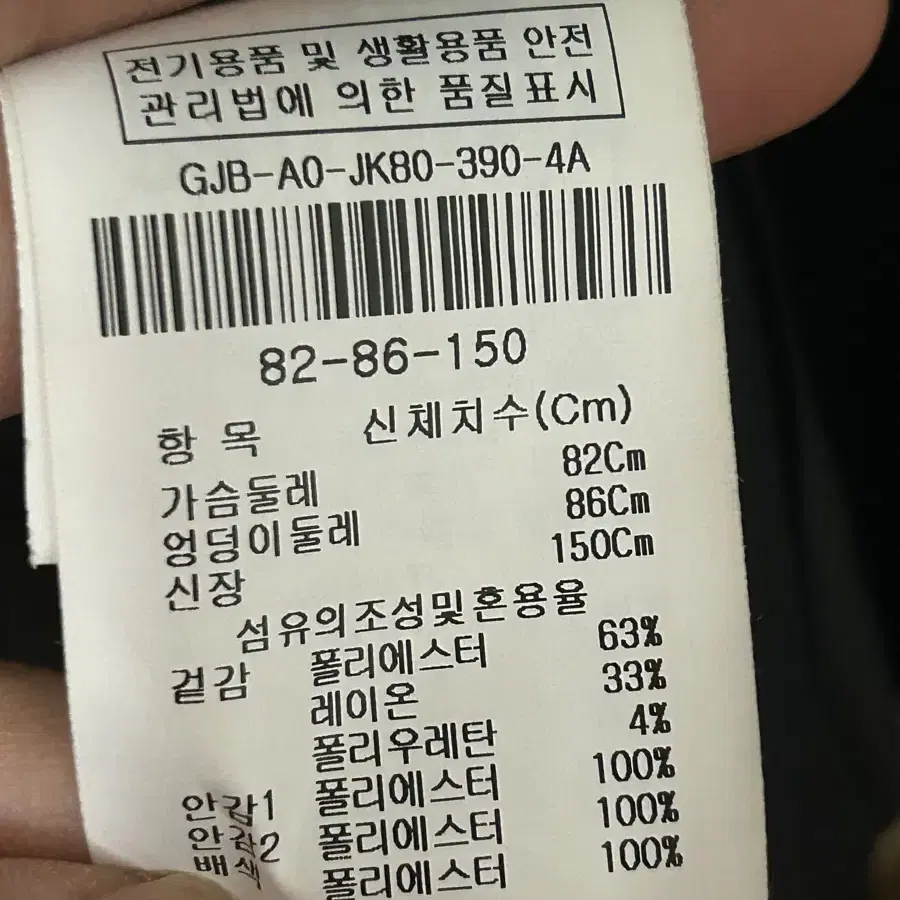 전기용품 및 생활용품 안전
관리법에 의한 품질표시
GJB-A0-JK80-390-4A
82-86-150
항 목 신체치수(Cm)
가슴둘레 82Cm
엉덩이둘레 86Cm
신장 150Cm
섬유의조성및혼용율
겉감 폴리에스터 63%
레이온 33%
폴리우레탄 4%
안감1 폴리에스터 100%
안감2 폴리에스터 100%
배색 폴리에스터 100%